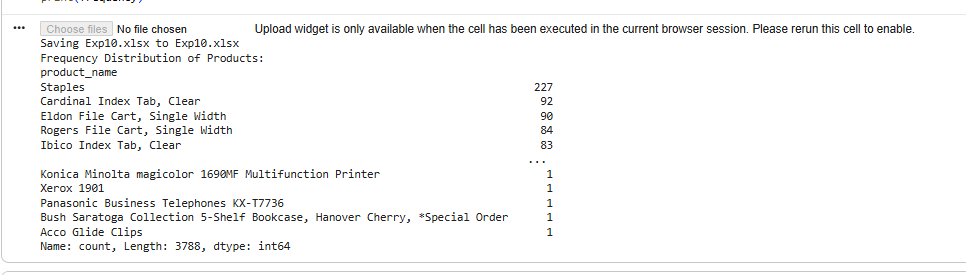 Choose files No file chosen Upload widget is only available when the cell has been executed in the current browser session. Please rerun this cell to enable.
Saving Exp10.xlsx to Exp10.xlsx
Frequency Distribution of Products:
product_name
Staples 227
Cardinal Index Tab, Clear 92
Eldon File Cart, Single Width 90
Rogers File Cart, Single Width 84
Ibico Index Tab, Clear 83
...
Konica Minolta magicolor 1690MF Multifunction Printer 1
Xerox 1901 1
Panasonic Business Telephones KX-T7736 1
Bush Saratoga Collection 5-Shelf Bookcase, Hanover Cherry, *Special Order 1
Acco Glide Clips 1
Name: count, Length: 3788, dtype: int64